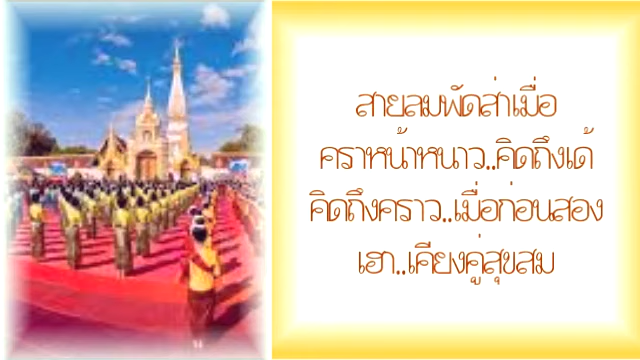 สายลมพัดส่าเมื่อ
คราหน้าหนาว..คิดถึงเด้
คิดถึงคราว..เมื่อก่อนสอง
เฮา..เคียงคู่สุขสม